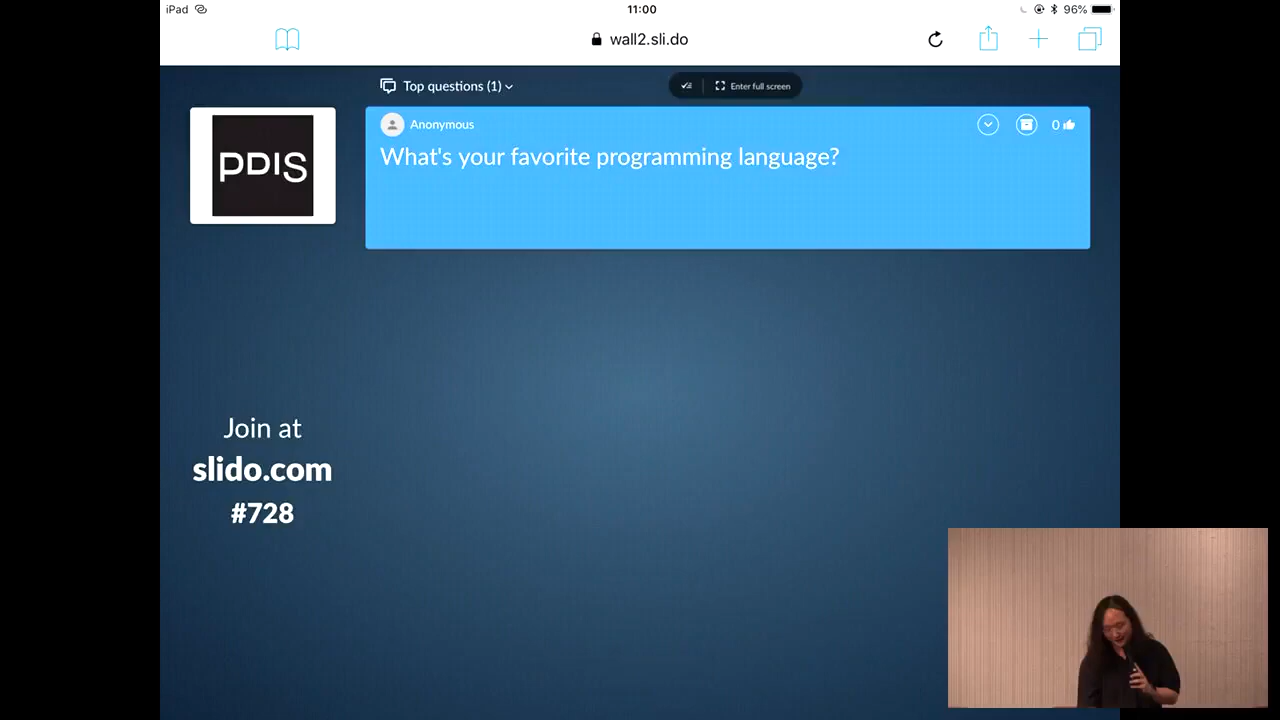 iPad
11:00
96%
wall2.sli.do
Top questions (1)
Enter full screen
PDIS
Anonymous
0
What's your favorite programming language?
Join at
slido.com
#728